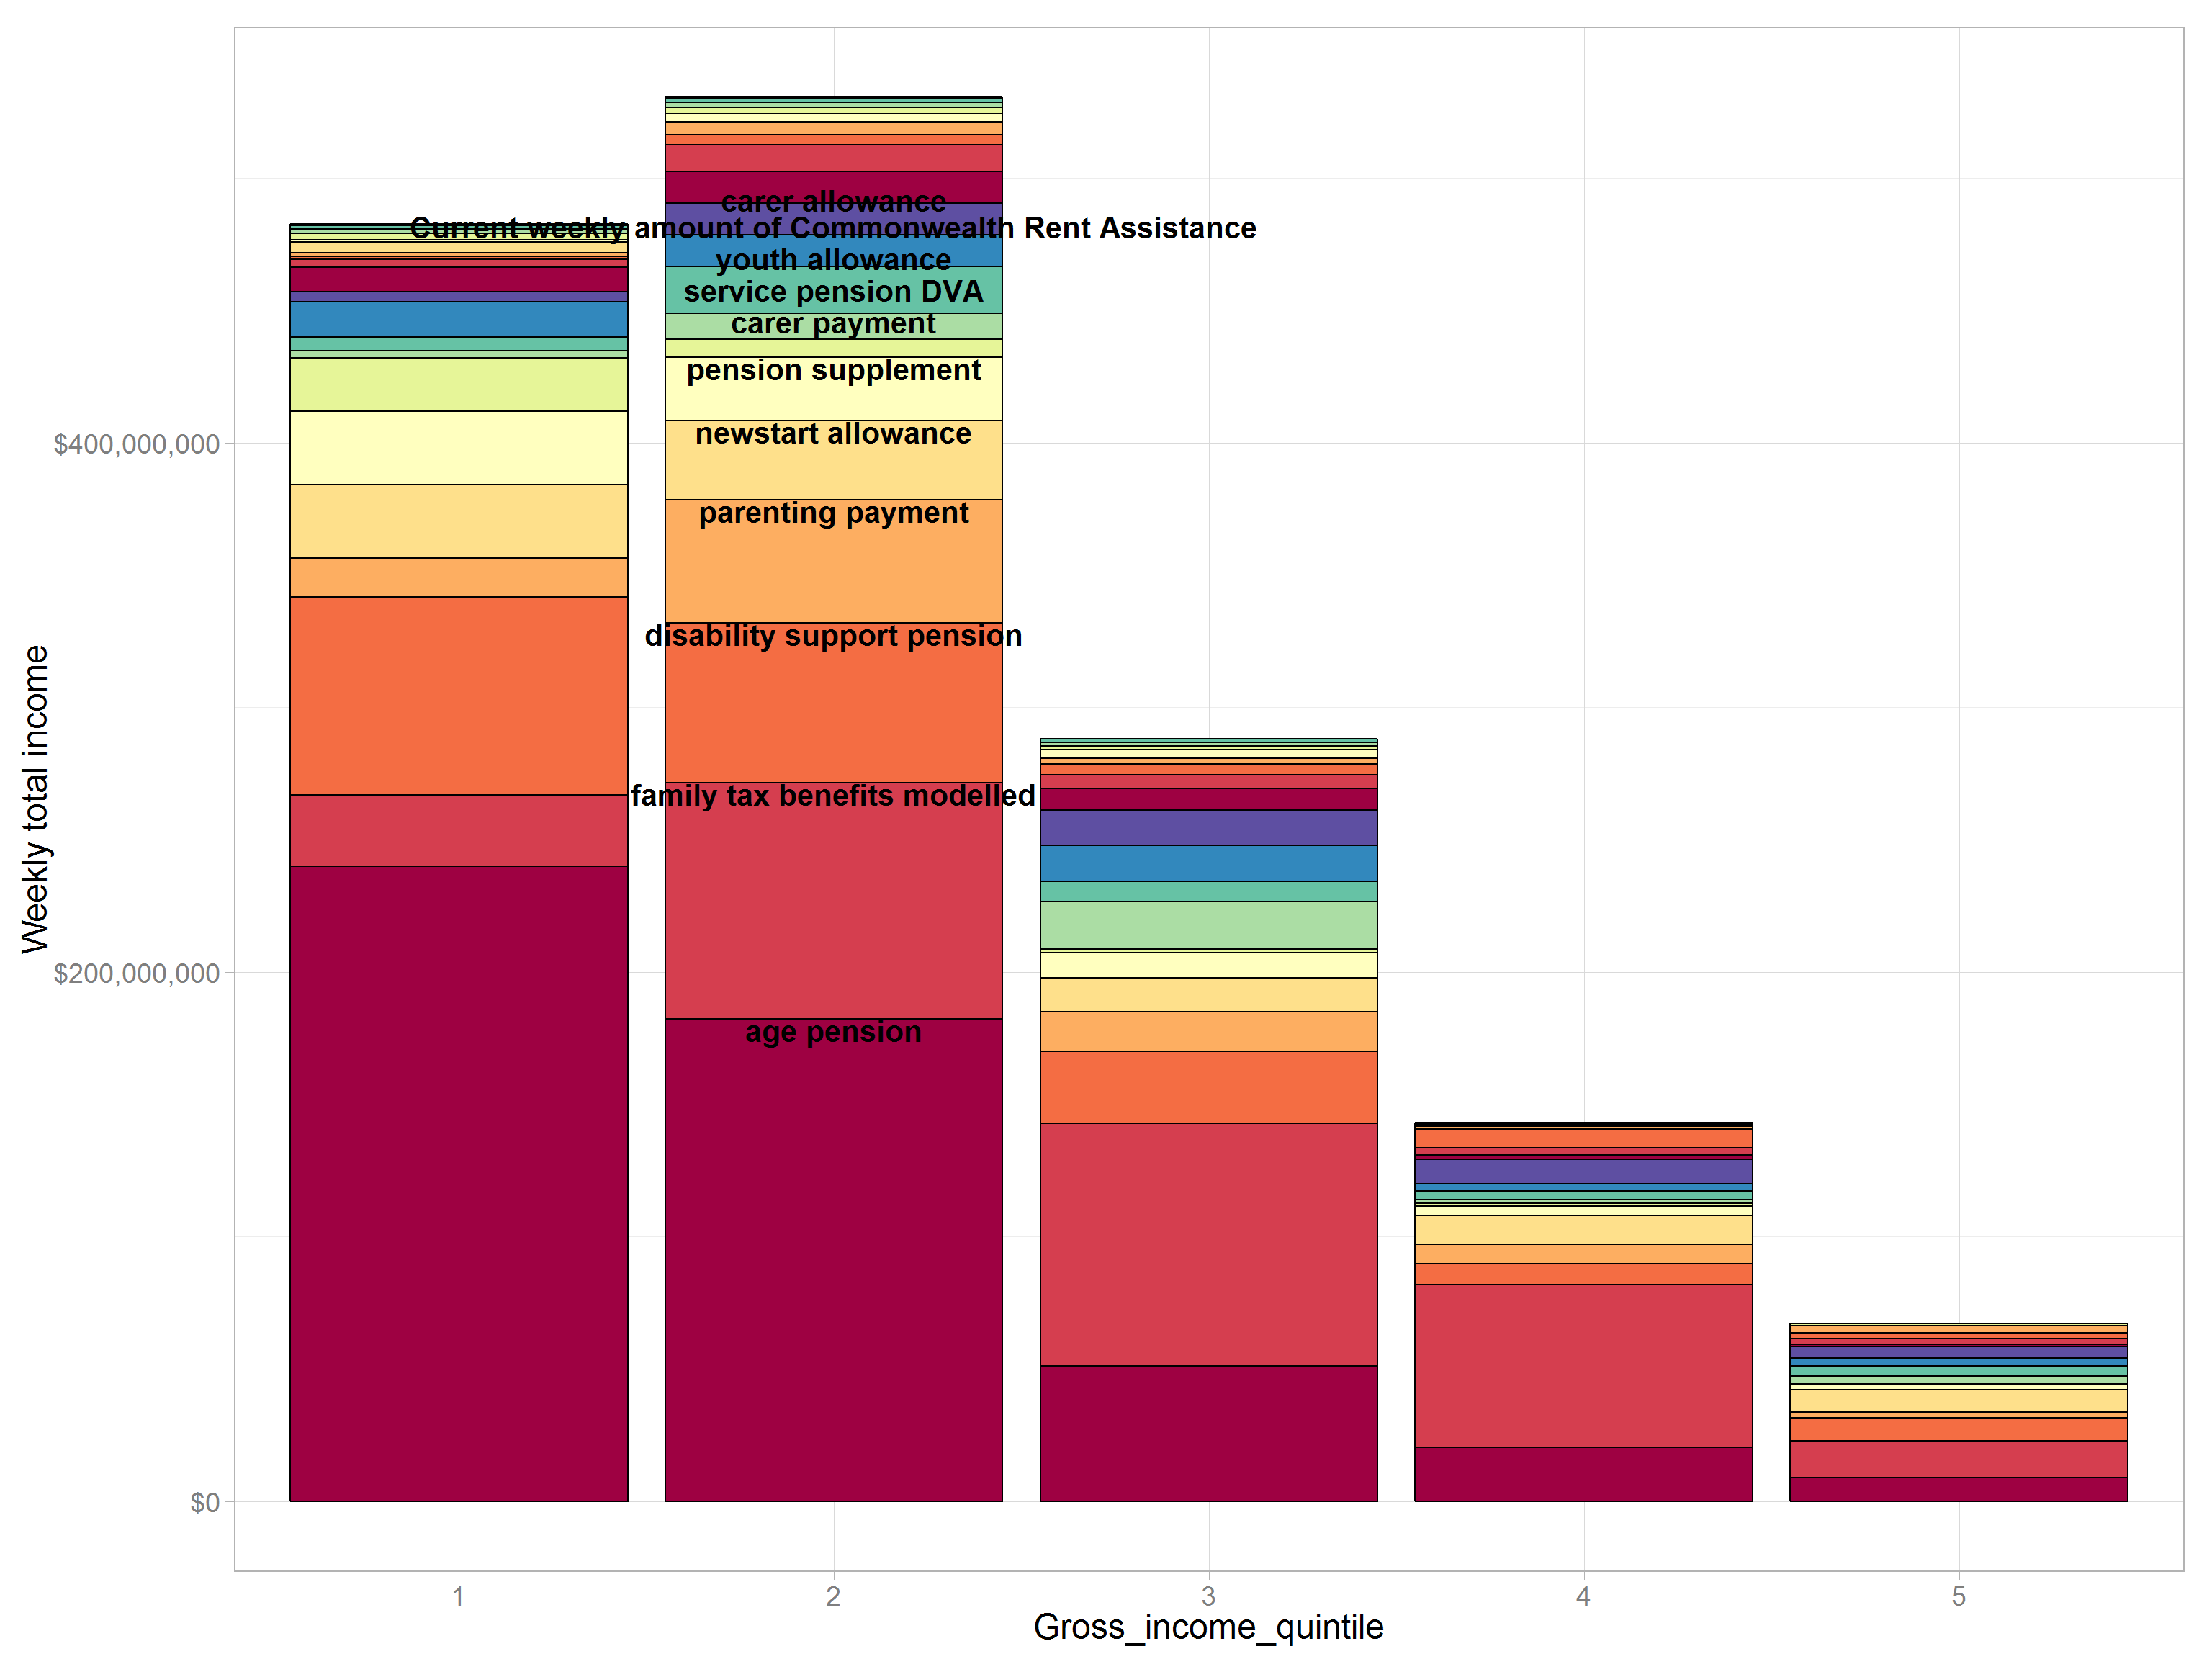 carer allowance
Current weekly amount of Commonwealth Rent Assistance
youth allowance
service pension DVA
carer payment
pension supplement
newstart allowance
parenting payment
disability support pension
family tax benefits modelled
age pension
Weekly total income
$400,000,000
$200,000,000
$0
1 2 3 4 5
Gross_income_quintile